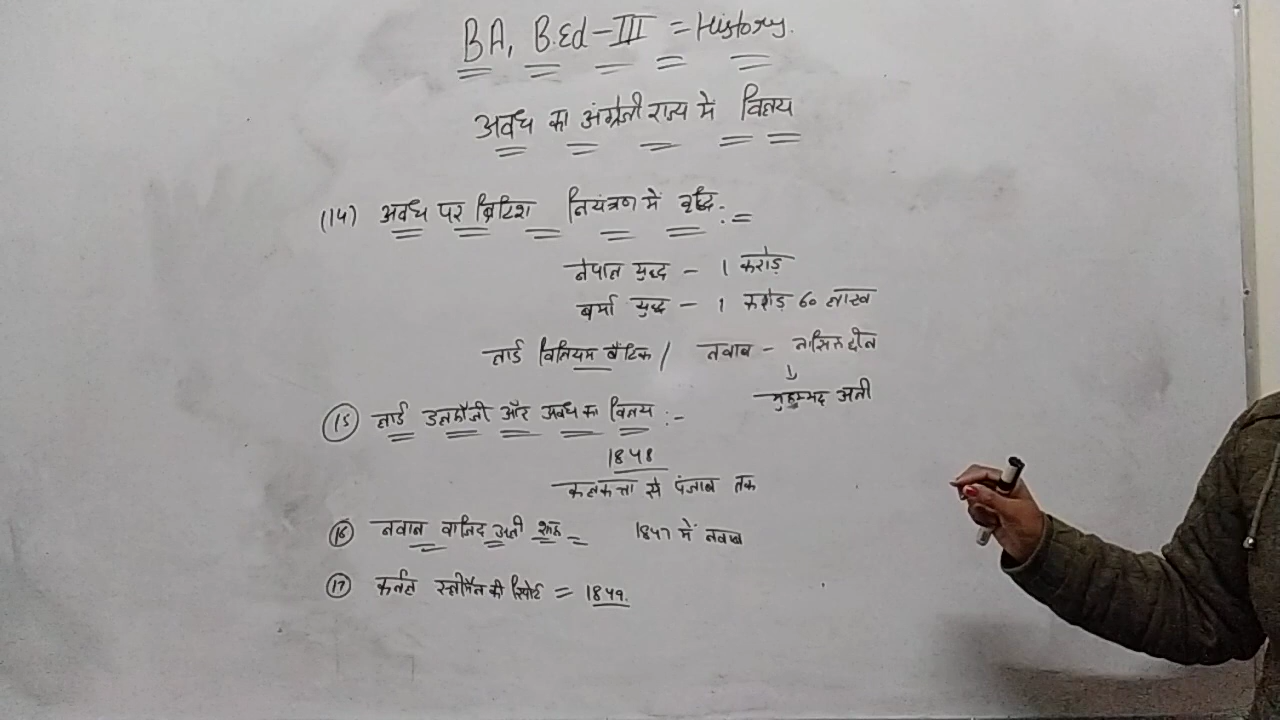 BA, B.Ed-III = History.
अवध का अंग्रेजी राज्य में विलय
(14) अवध पर ब्रिटिश नियंत्रण में वृद्धि:=
नेपाल युद्ध - 1 करोड़
बर्मा युद्ध - 1 करोड़ 60 लाख
लार्ड विलियम बैंटिक / नवाब - नासिरुद्दीन
↓
मुहम्मद अली
(15) लार्ड डलहौजी और अवध का विलय :-
1848
कलकत्ता से पंजाब तक
(16) नवाब वाजिद अली शाह = 1847 में नवाब
(17) कर्नल स्लीमैन की रिपोर्ट = 1849.